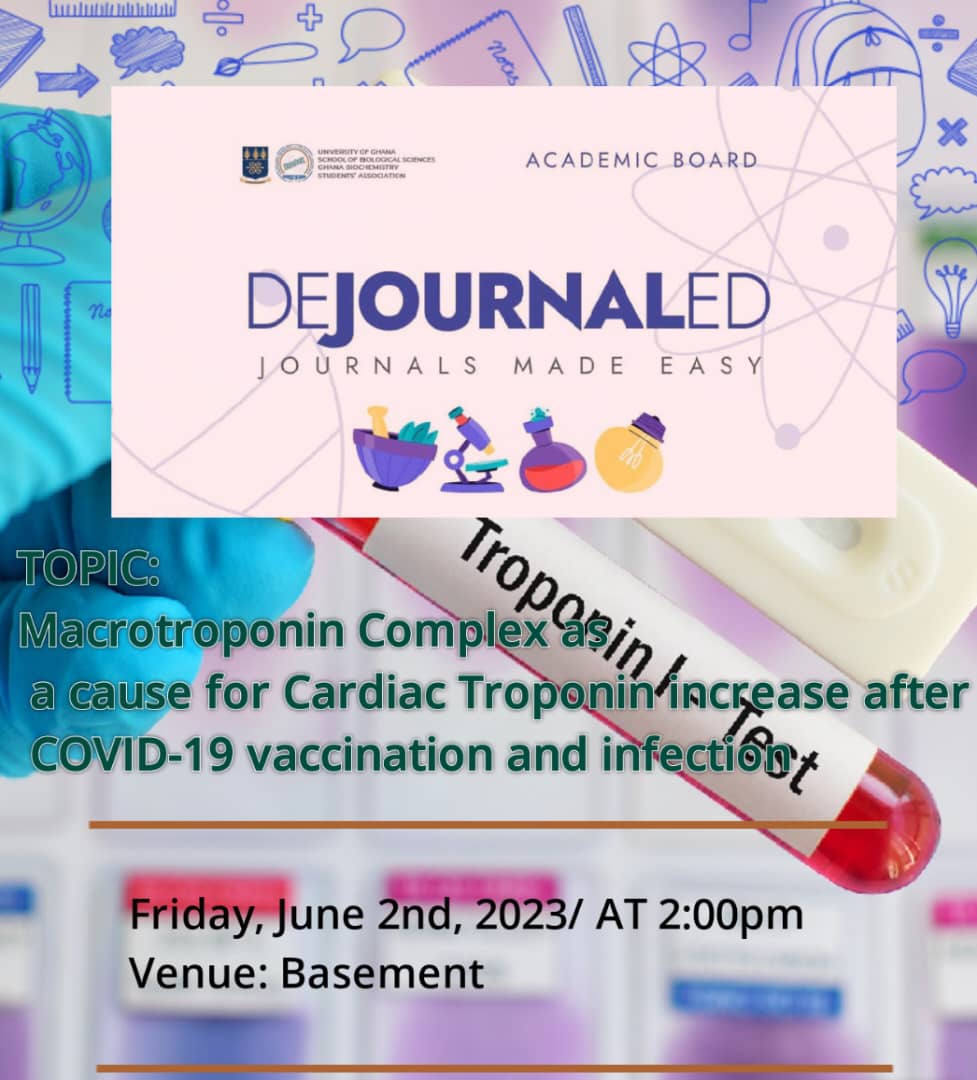 Notes
UNIVERSITY OF GHANA
SCHOOL OF BIOLOGICAL SCIENCES
GHANA BIOCHEMISTRY
STUDENTS' ASSOCIATION
ACADEMIC BOARD
DEJOURNALED
JOURNALS MADE EASY
No
Troponin I - Test
TOPIC:
Macrotroponin Complex as
a cause for Cardiac Troponin increase after
COVID-19 vaccination and infection
Friday, June 2nd, 2023/ AT 2:00pm
Venue: Basement